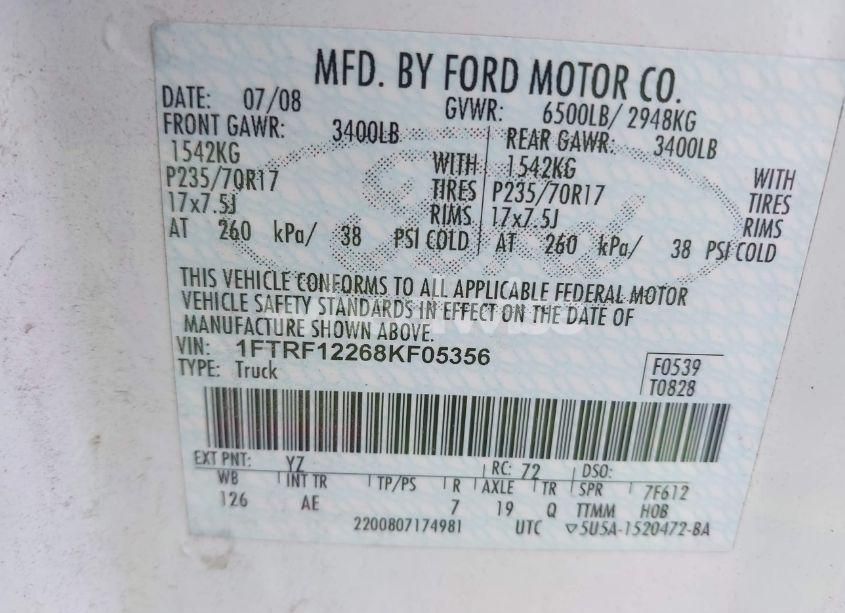 MFD. BY FORD MOTOR CO.
DATE: 07/08 GVWR: 6500LB/ 2948KG
FRONT GAWR: 3400LB REAR GAWR: 3400LB
1542KG WITH 1542KG WITH
P235/70R17 TIRES P235/70R17 TIRES
17x7.5J RIMS 17x7.5J RIMS
AT 260 kPa/ 38 PSI COLD AT 260 kPa/ 38 PSI COLD
THIS VEHICLE CONFORMS TO ALL APPLICABLE FEDERAL MOTOR
VEHICLE SAFETY STANDARDS IN EFFECT ON THE DATE OF
MANUFACTURE SHOWN ABOVE.
VIN: 1FTRF12268KF05356
TYPE: Truck
F0539
T0828
EXT PNT: YZ RC: 72 DSO:
WB INT TR TP/PS R AXLE TR SPR 7F612
126 AE 7 19 Q TTMM HOB
2200807174981 UTC ▽5U5A-1520472-BA